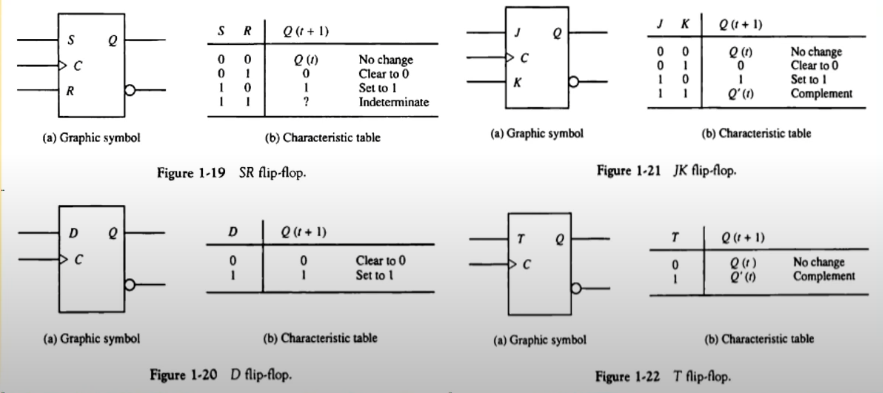 S Q
C
R
S R Q (t + 1)
0 0 Q (t) No change
0 1 0 Clear to 0
1 0 1 Set to 1
1 1 ? Indeterminate
(a) Graphic symbol
(b) Characteristic table
Figure 1-19 SR flip-flop.
J Q
C
K
J K Q (t + 1)
0 0 Q (t) No change
0 1 0 Clear to 0
1 0 1 Set to 1
1 1 Q' (t) Complement
(a) Graphic symbol
(b) Characteristic table
Figure 1-21 JK flip-flop.
D Q
C
D Q (t + 1)
0 0 Clear to 0
1 1 Set to 1
(a) Graphic symbol
(b) Characteristic table
Figure 1-20 D flip-flop.
T Q
C
T Q (t + 1)
0 Q (t) No change
1 Q' (t) Complement
(a) Graphic symbol
(b) Characteristic table
Figure 1-22 T flip-flop.